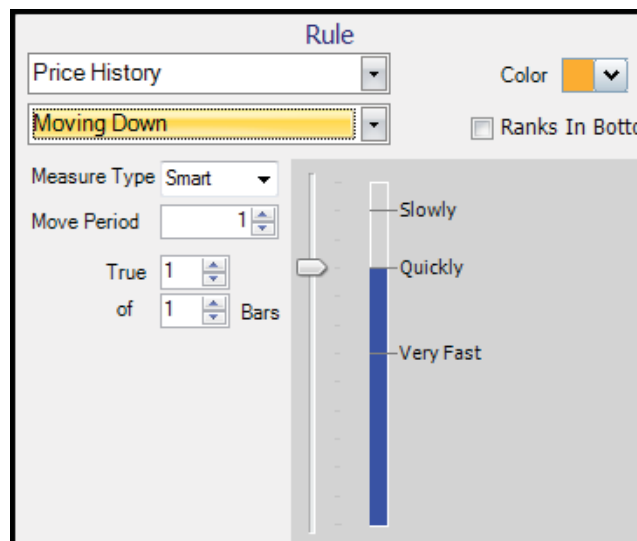 Rule
Price History
Color
Moving Down
Ranks In Botto
Measure Type Smart
Move Period 1
True 1
of 1 Bars
Slowly
Quickly
Very Fast